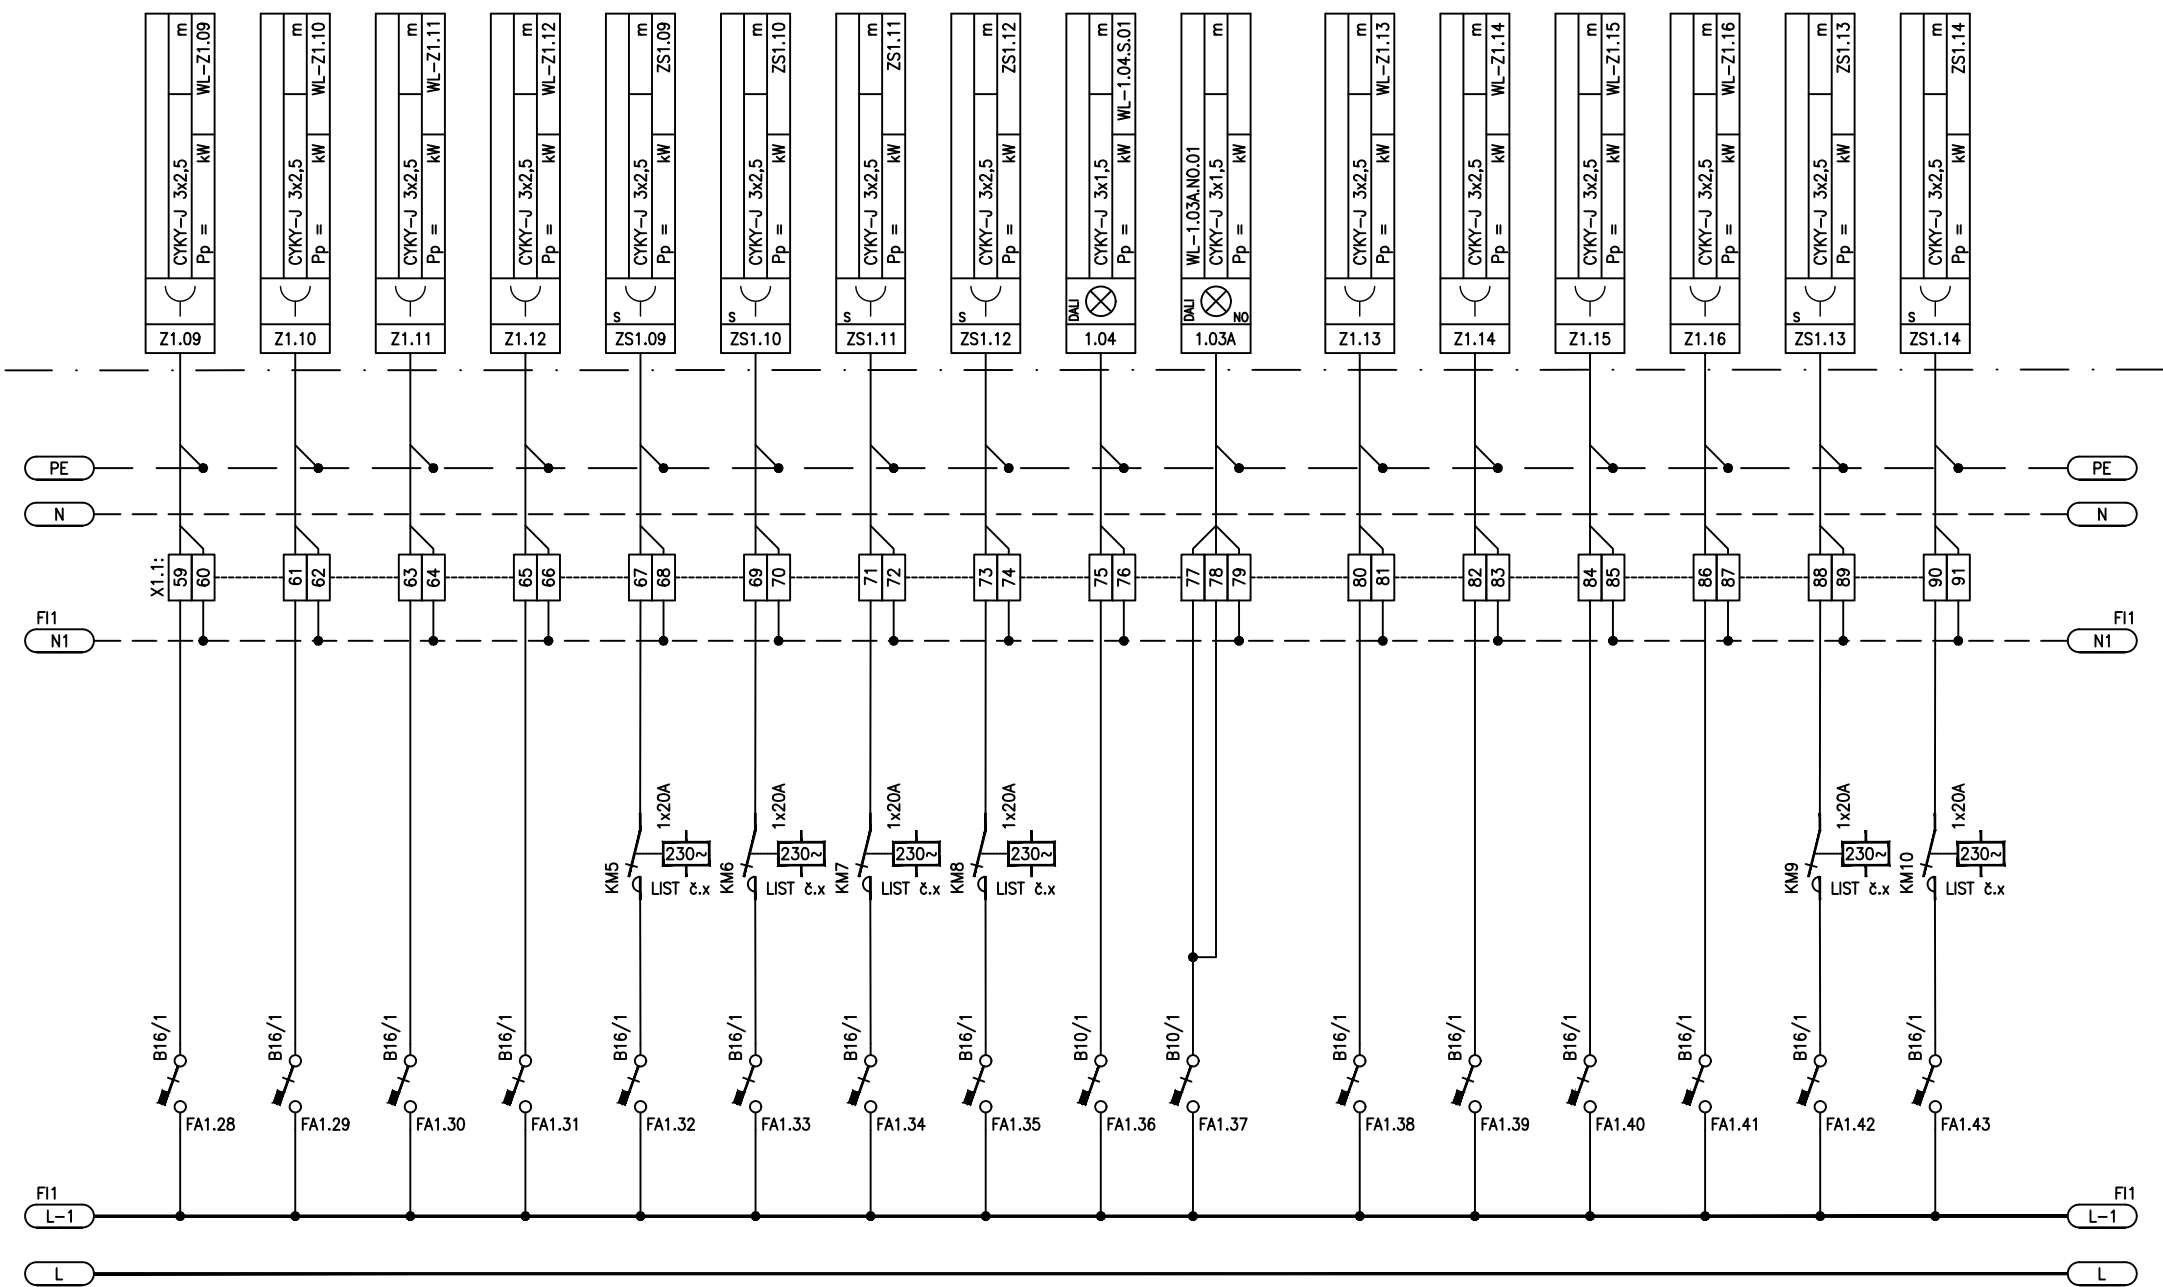 m
WL-Z1.09
CYKY-J 3x2,5
Pp = kW
Z1.09
m
WL-Z1.10
CYKY-J 3x2,5
Pp = kW
Z1.10
m
WL-Z1.11
CYKY-J 3x2,5
Pp = kW
Z1.11
m
WL-Z1.12
CYKY-J 3x2,5
Pp = kW
Z1.12
m
ZS1.09
CYKY-J 3x2,5
Pp = kW
S
ZS1.09
m
ZS1.10
CYKY-J 3x2,5
Pp = kW
S
ZS1.10
m
ZS1.11
CYKY-J 3x2,5
Pp = kW
S
ZS1.11
m
ZS1.12
CYKY-J 3x2,5
Pp = kW
S
ZS1.12
m
WL-1.04.S.01
CYKY-J 3x1,5
Pp = kW
DALI
1.04
m
WL-1.03A.NO.01
CYKY-J 3x1,5
Pp = kW
DALI
NO
1.03A
m
WL-Z1.13
CYKY-J 3x2,5
Pp = kW
Z1.13
m
WL-Z1.14
CYKY-J 3x2,5
Pp = kW
Z1.14
m
WL-Z1.15
CYKY-J 3x2,5
Pp = kW
Z1.15
m
WL-Z1.16
CYKY-J 3x2,5
Pp = kW
Z1.16
m
ZS1.13
CYKY-J 3x2,5
Pp = kW
S
ZS1.13
m
ZS1.14
CYKY-J 3x2,5
Pp = kW
S
ZS1.14
PE PE
N N
X1.1: 59 60 61 62 63 64 65 66 67 68 69 70 71 72 73 74 75 76 77 78 79 80 81 82 83 84 85 86 87 88 89 90 91
FI1 FI1
N1 N1
KM5 1x20A
230~
LIST č.x
KM6 1x20A
230~
LIST č.x
KM7 1x20A
230~
LIST č.x
KM8 1x20A
230~
LIST č.x
KM9 1x20A
230~
LIST č.x
KM10 1x20A
230~
LIST č.x
B16/1 B16/1 B16/1 B16/1 B16/1 B16/1 B16/1 B16/1 B10/1 B10/1 B16/1 B16/1 B16/1 B16/1 B16/1 B16/1
FA1.28 FA1.29 FA1.30 FA1.31 FA1.32 FA1.33 FA1.34 FA1.35 FA1.36 FA1.37 FA1.38 FA1.39 FA1.40 FA1.41 FA1.42 FA1.43
FI1 FI1
L-1 L-1
L L